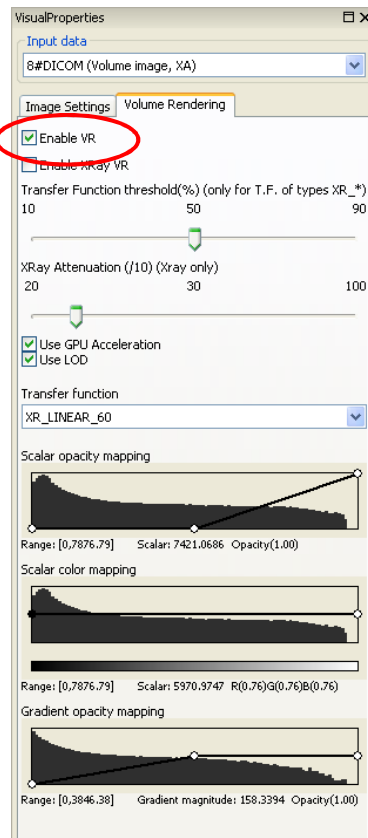 VisualProperties
Input data
8#DICOM (Volume image, XA)
Image Settings Volume Rendering
Enable VR
Enable XRay VR
Transfer Function threshold(%) (only for T.F. of types XR_*)
10 50 90
XRay Attenuation (/10) (Xray only)
20 30 100
Use GPU Acceleration
Use LOD
Transfer function
XR_LINEAR_60
Scalar opacity mapping
Range: [0,7876.79] Scalar: 7421.0686 Opacity(1.00)
Scalar color mapping
Range: [0,7876.79] Scalar: 5970.9747 R(0.76)G(0.76)B(0.76)
Gradient opacity mapping
Range: [0,3846.38] Gradient magnitude: 158.3394 Opacity(1.00)